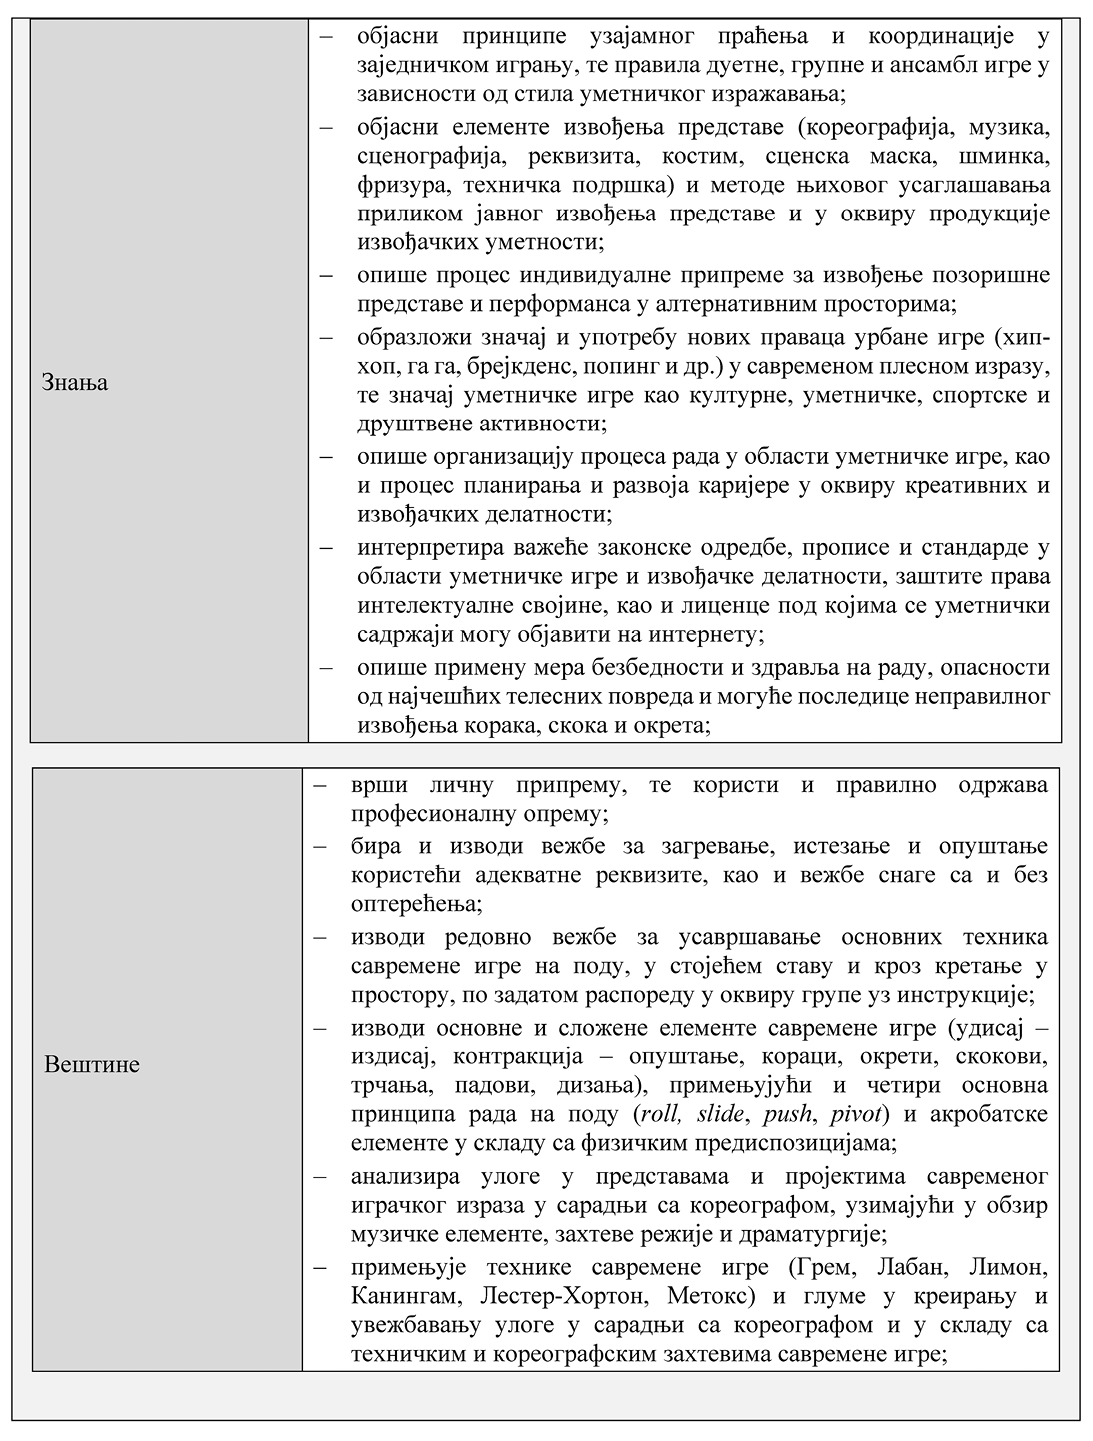 Знања
– објасни принципе узајамног праћења и координације у
заједничком игрању, те правила дуетне, групне и ансамбл игре у
зависности од стила уметничког изражавања;
– објасни елементе извођења представе (кореографија, музика,
сценографија, реквизита, костим, сценска маска, шминка,
фризура, техничка подршка) и методе њиховог усаглашавања
приликом јавног извођења представе и у оквиру продукције
извођачких уметности;
– опише процес индивидуалне припреме за извођење позоришне
представе и перформанса у алтернативним просторима;
– образложи значај и употребу нових праваца урбане игре (хип-
хоп, га га, брејкденс, попинг и др.) у савременом плесном изразу,
те значај уметничке игре као културне, уметничке, спортске и
друштвене активности;
– опише организацију процеса рада у области уметничке игре, као
и процес планирања и развоја каријере у оквиру креативних и
извођачких делатности;
– интерпретира важеће законске одредбе, прописе и стандарде у
области уметничке игре и извођачке делатности, заштите права
интелектуалне својине, као и лиценце под којима се уметнички
садржаји могу објавити на интернету;
– опише примену мера безбедности и здравља на раду, опасности
од најчешћих телесних повреда и могуће последице неправилног
извођења корака, скока и окрета;
Вештине
– врши личну припрему, те користи и правилно одржава
професионалну опрему;
– бира и изводи вежбе за загревање, истезање и опуштање
користећи адекватне реквизите, као и вежбе снаге са и без
оптерећења;
– изводи редовно вежбе за усавршавање основних техника
савремене игре на поду, у стојећем ставу и кроз кретање у
простору, по задатом распореду у оквиру групе уз инструкције;
– изводи основне и сложене елементе савремене игре (удисај –
издисај, контракција – опуштање, кораци, окрети, скокови,
трчања, падови, дизања), примењујући и четири основна
принципа рада на поду (roll, slide, push, pivot) и акробатске
елементе у складу са физичким предиспозицијама;
– анализира улоге у представама и пројектима савременог
играчког израза у сарадњи са кореографом, узимајући у обзир
музичке елементе, захтеве режије и драматургије;
– примењује технике савремене игре (Грем, Лабан, Лимон,
Канингам, Лестер-Хортон, Метокс) и глуме у креирању и
увежбавању улоге у сарадњи са кореографом и у складу са
техничким и кореографским захтевима савремене игре;